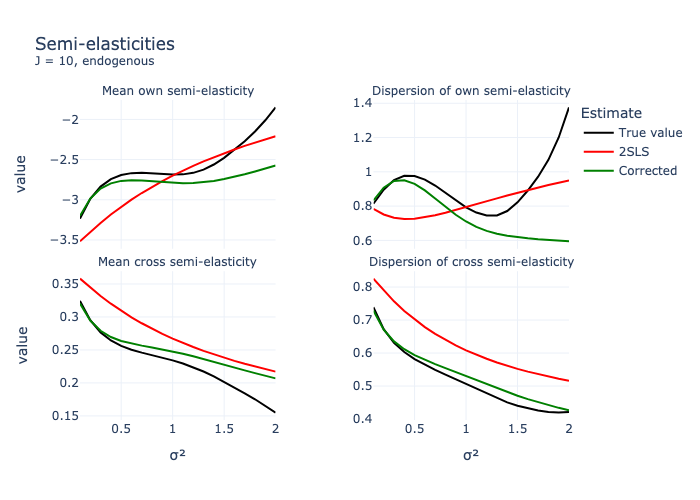 Semi-elasticities
J = 10, endogenous
Mean own semi-elasticity
Dispersion of own semi-elasticity
value
−2
−2.5
−3
−3.5
1.4
1.2
1
0.8
0.6
Estimate
True value
2SLS
Corrected
Mean cross semi-elasticity
Dispersion of cross semi-elasticity
value
0.35
0.3
0.25
0.2
0.15
0.8
0.7
0.6
0.5
0.4
0.5
1
1.5
2
0.5
1
1.5
2
σ²
σ²